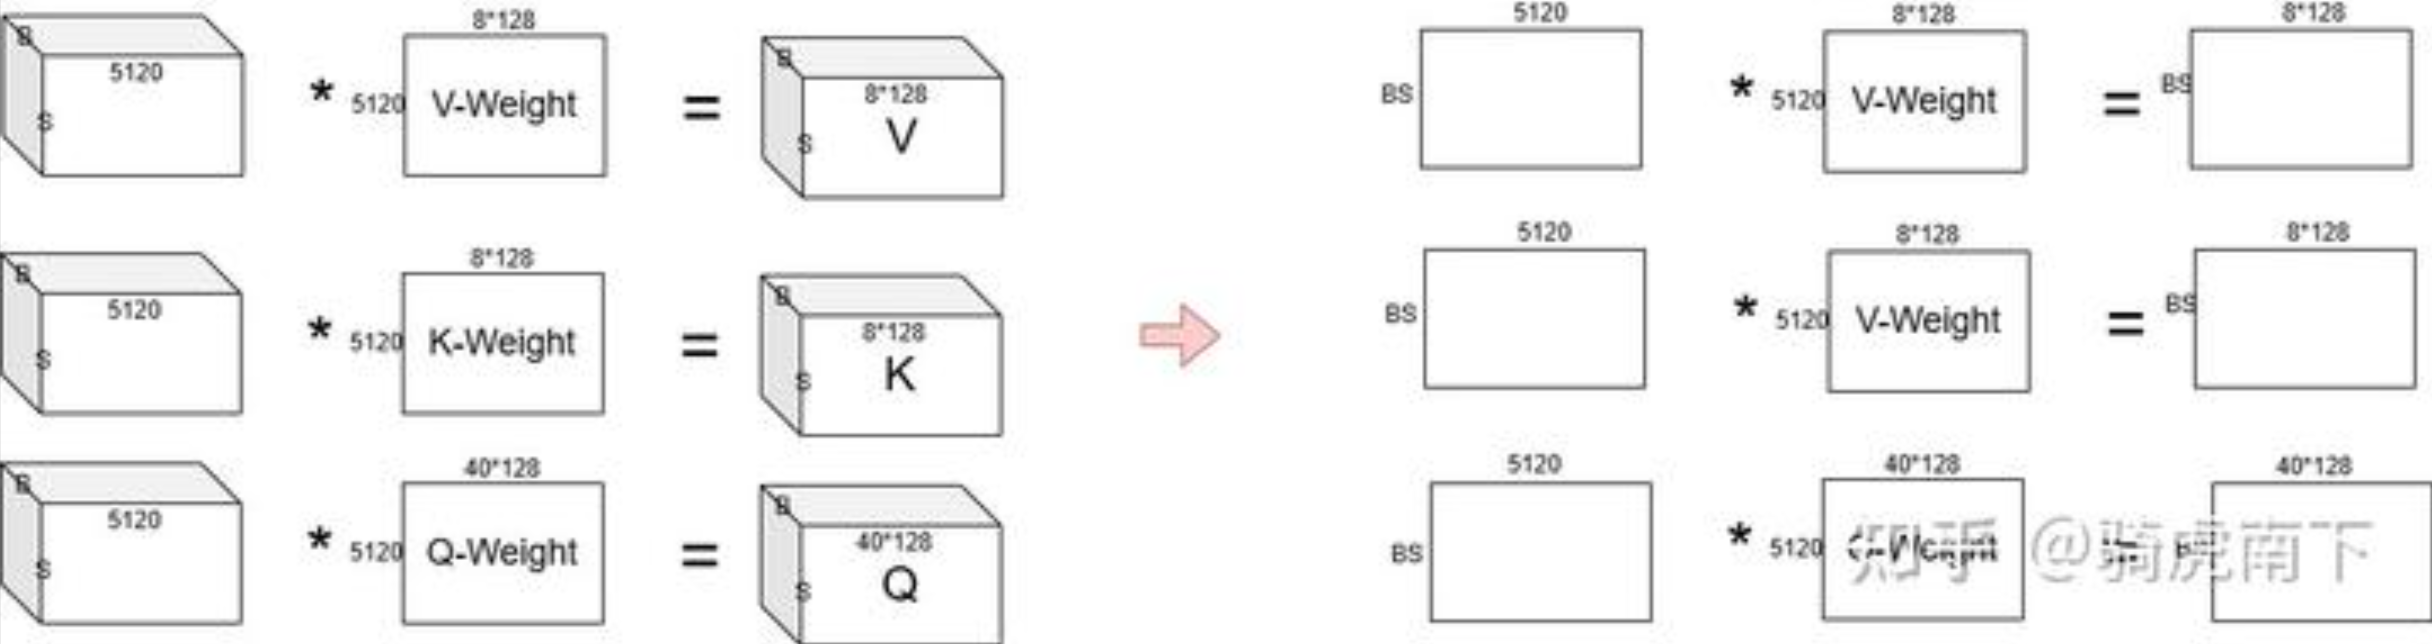 8*128 5120 8*128 8*128
B 5120 S * 5120 V-Weight = B 8*128 S V BS * 5120 V-Weight = BS
8*128 5120 8*128 8*128
B 5120 S * 5120 K-Weight = B 8*128 S K BS * 5120 V-Weight = BS
40*128 5120 40*128 40*128
B 5120 S * 5120 Q-Weight = B 40*128 S Q BS * 5120 Q-Weight =
知乎 @骑虎南下